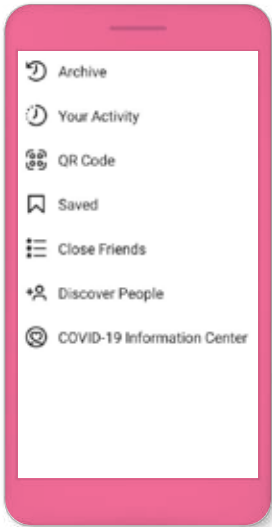 Archive
Your Activity
QR Code
Saved
Close Friends
Discover People
COVID-19 Information Center